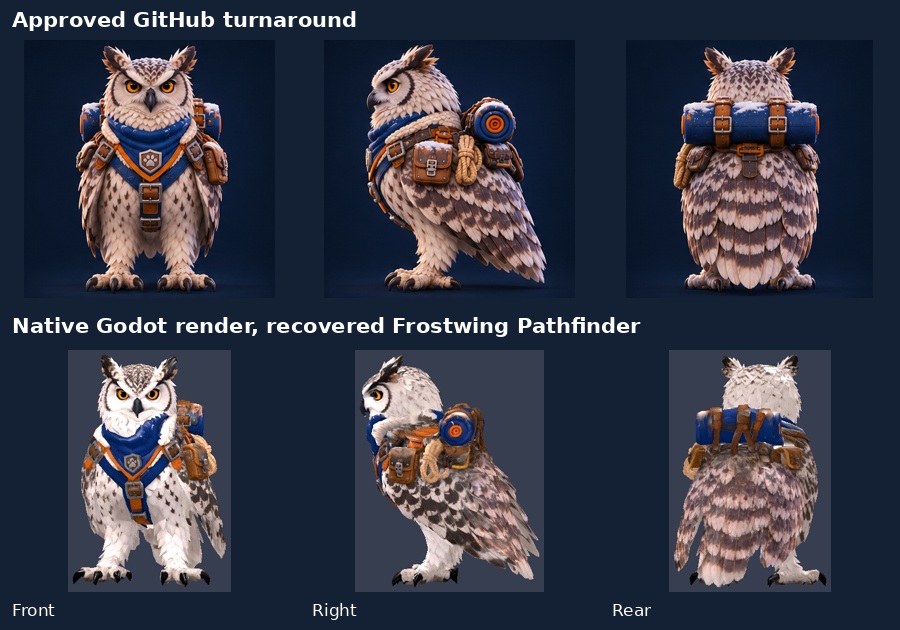 Approved GitHub turnaround
Native Godot render, recovered Frostwing Pathfinder
Front
Right
Rear